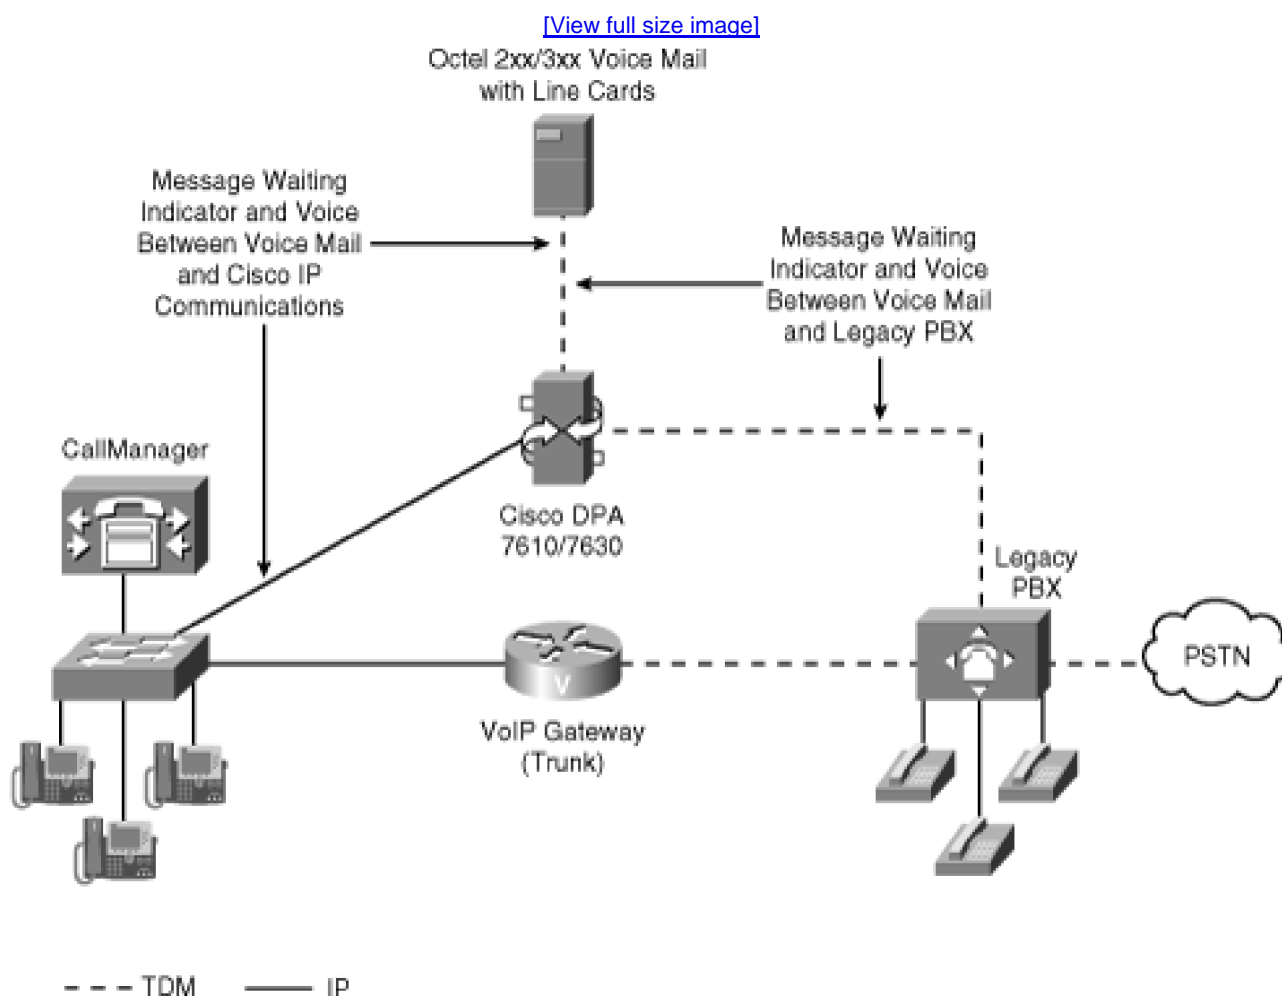 [View full size image]
Octel 2xx/3xx Voice Mail
with Line Cards
Message Waiting
Indicator and Voice
Between Voice Mail
and Cisco IP
Communications
Message Waiting
Indicator and Voice
Between Voice Mail
and Legacy PBX
CallManager
Cisco DPA
7610/7630
Legacy
PBX
PSTN
V
VoIP Gateway
(Trunk)
TDM
IP